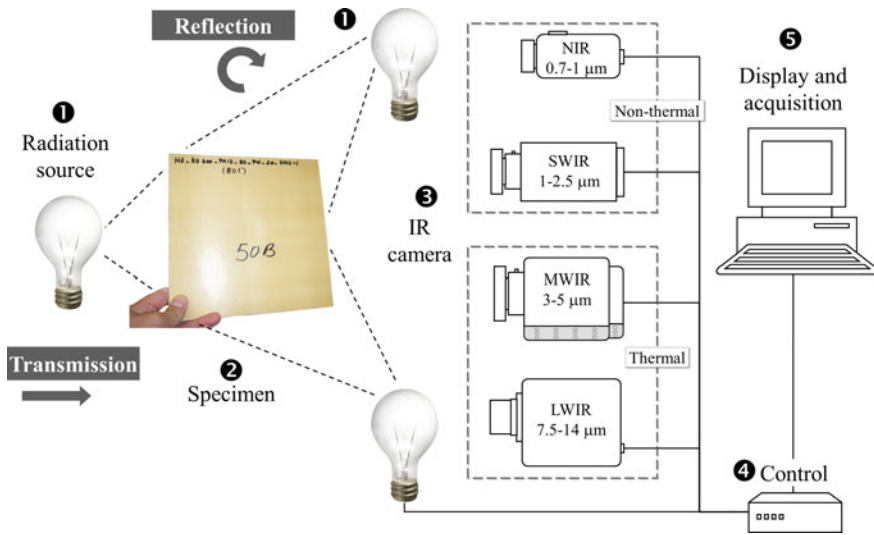 Reflection
❶
❶
Radiation
source
Transmission
(801)
50B
❷
Specimen
❸
IR
camera
NIR
0.7-1 μm
Non-thermal
SWIR
1-2.5 μm
MWIR
3-5 μm
Thermal
LWIR
7.5-14 μm
❺
Display and
acquisition
❹ Control